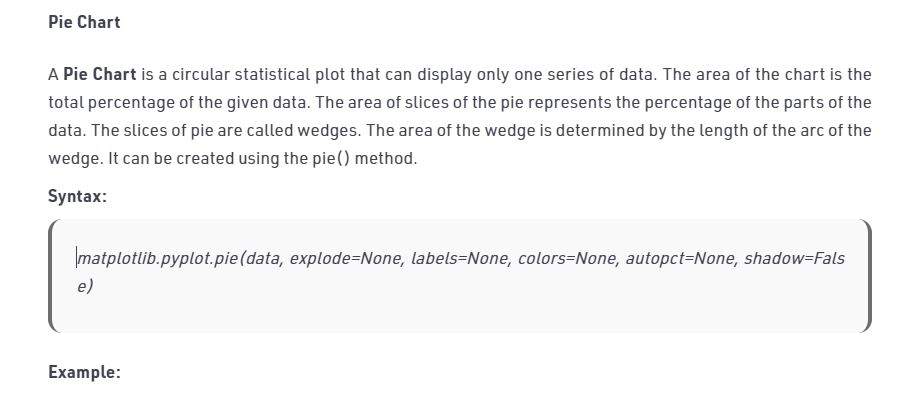 Pie Chart
A Pie Chart is a circular statistical plot that can display only one series of data. The area of the chart is the
total percentage of the given data. The area of slices of the pie represents the percentage of the parts of the
data. The slices of pie are called wedges. The area of the wedge is determined by the length of the arc of the
wedge. It can be created using the pie() method.
Syntax:
matplotlib.pyplot.pie(data, explode=None, labels=None, colors=None, autopct=None, shadow=Fals
e)
Example: